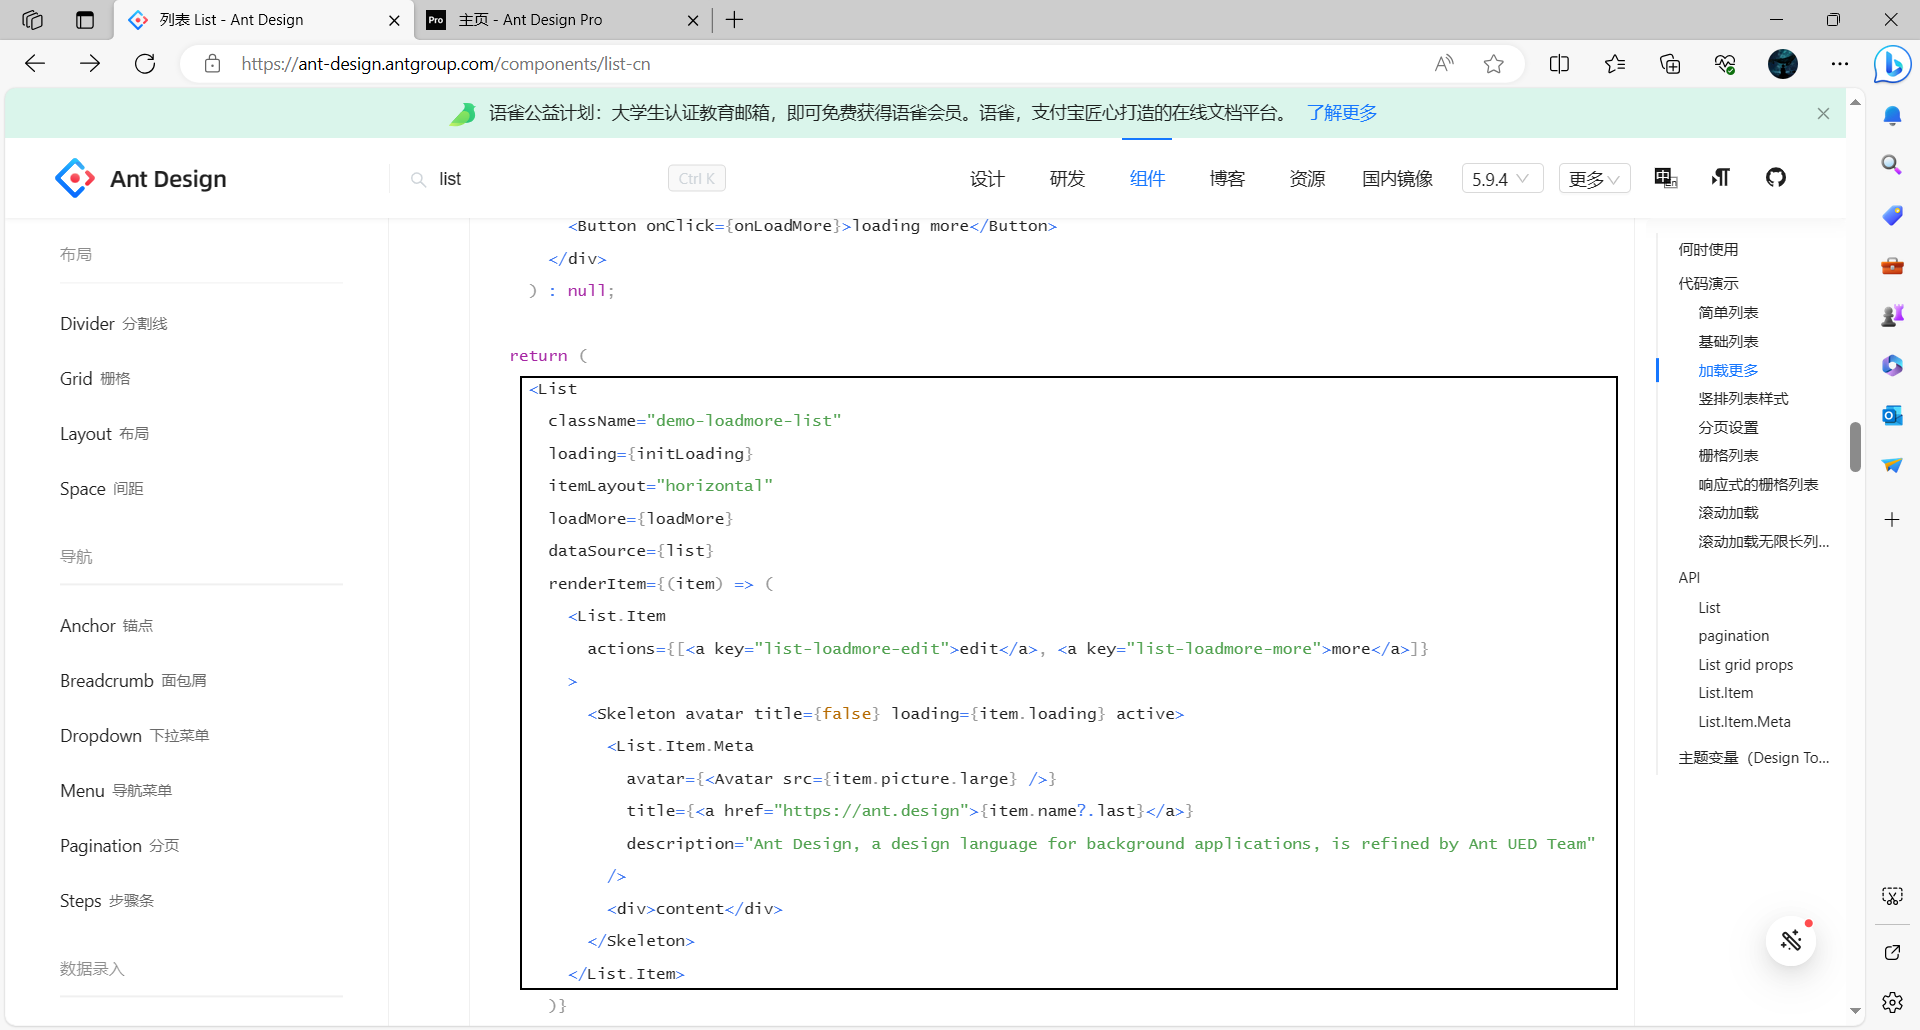 列表 List - Ant Design
Pro
主页 - Ant Design Pro
https://ant-design.antgroup.com/components/list-cn
语雀公益计划：大学生认证教育邮箱，即可免费获得语雀会员。语雀，支付宝匠心打造的在线文档平台。 了解更多
Ant Design
list
Ctrl K
设计
研发
组件
博客
资源
国内镜像
5.9.4
更多
布局
Divider 分割线
Grid 栅格
Layout 布局
Space 间距
导航
Anchor 锚点
Breadcrumb 面包屑
Dropdown 下拉菜单
Menu 导航菜单
Pagination 分页
Steps 步骤条
数据录入
<Button onClick={onLoadMore}>loading more</Button>
</div>
) : null;
return (
<List
className="demo-loadmore-list"
loading={initLoading}
itemLayout="horizontal"
loadMore={loadMore}
dataSource={list}
renderItem={(item) => (
<List.Item
actions={[<a key="list-loadmore-edit">edit</a>, <a key="list-loadmore-more">more</a>]}
>
<Skeleton avatar title={false} loading={item.loading} active>
<List.Item.Meta
avatar={<Avatar src={item.picture.large} />}
title={<a href="https://ant.design">{item.name?.last}</a>}
description="Ant Design, a design language for background applications, is refined by Ant UED Team"
/>
<div>content</div>
</Skeleton>
</List.Item>
)}
何时使用
代码演示
简单列表
基础列表
加载更多
竖排列表样式
分页设置
栅格列表
响应式的栅格列表
滚动加载
滚动加载无限长列...
API
List
pagination
List grid props
List.Item
List.Item.Meta
主题变量（Design To...